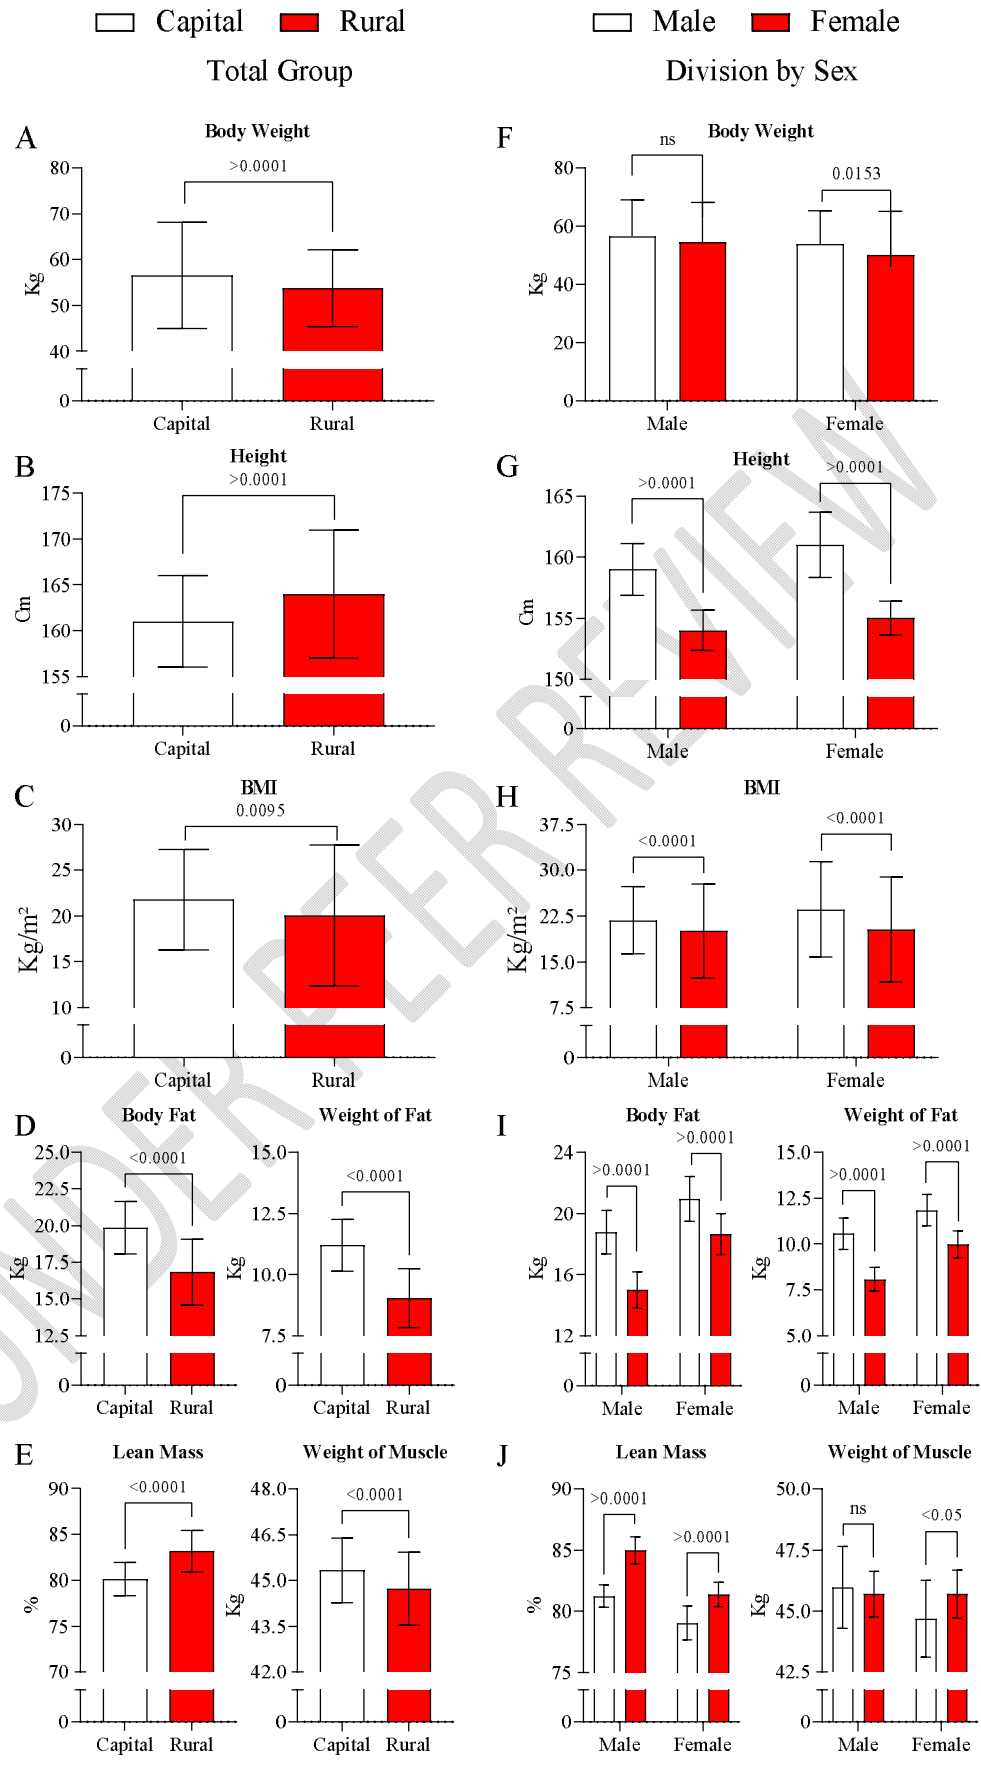 Capital Rural Male Female
Total Group Division by Sex
A Body Weight
>0.0001
80
70
60
50
40
0
Kg
Capital Rural
F Body Weight
ns
0.0153
80
60
40
20
0
Kg
Male Female
B Height
>0.0001
175
170
165
160
155
0
Cm
Capital Rural
G Height
>0.0001
>0.0001
165
160
155
150
0
Cm
Male Female
C BMI
0.0095
30
25
20
15
10
0
Kg/m²
Capital Rural
H BMI
<0.0001
<0.0001
37.5
30.0
22.5
15.0
7.5
0
Kg/m²
Male Female
D Body Fat
<0.0001
25.0
22.5
20.0
17.5
15.0
12.5
0
Kg
Capital Rural
Weight of Fat
<0.0001
15.0
12.5
10.0
7.5
0
Kg
Capital Rural
I Body Fat
>0.0001
>0.0001
24
20
16
12
0
Kg
Male Female
Weight of Fat
>0.0001
>0.0001
15.0
12.5
10.0
7.5
5.0
0
Kg
Male Female
E Lean Mass
<0.0001
90
85
80
75
70
0
%
Capital Rural
Weight of Muscle
<0.0001
48.0
46.5
45.0
43.5
42.0
0
Kg
Capital Rural
J Lean Mass
>0.0001
>0.0001
90
85
80
75
0
%
Male Female
Weight of Muscle
ns
<0.05
50.0
47.5
45.0
42.5
0
Kg
Male Female
UNDER PEER REVIEW